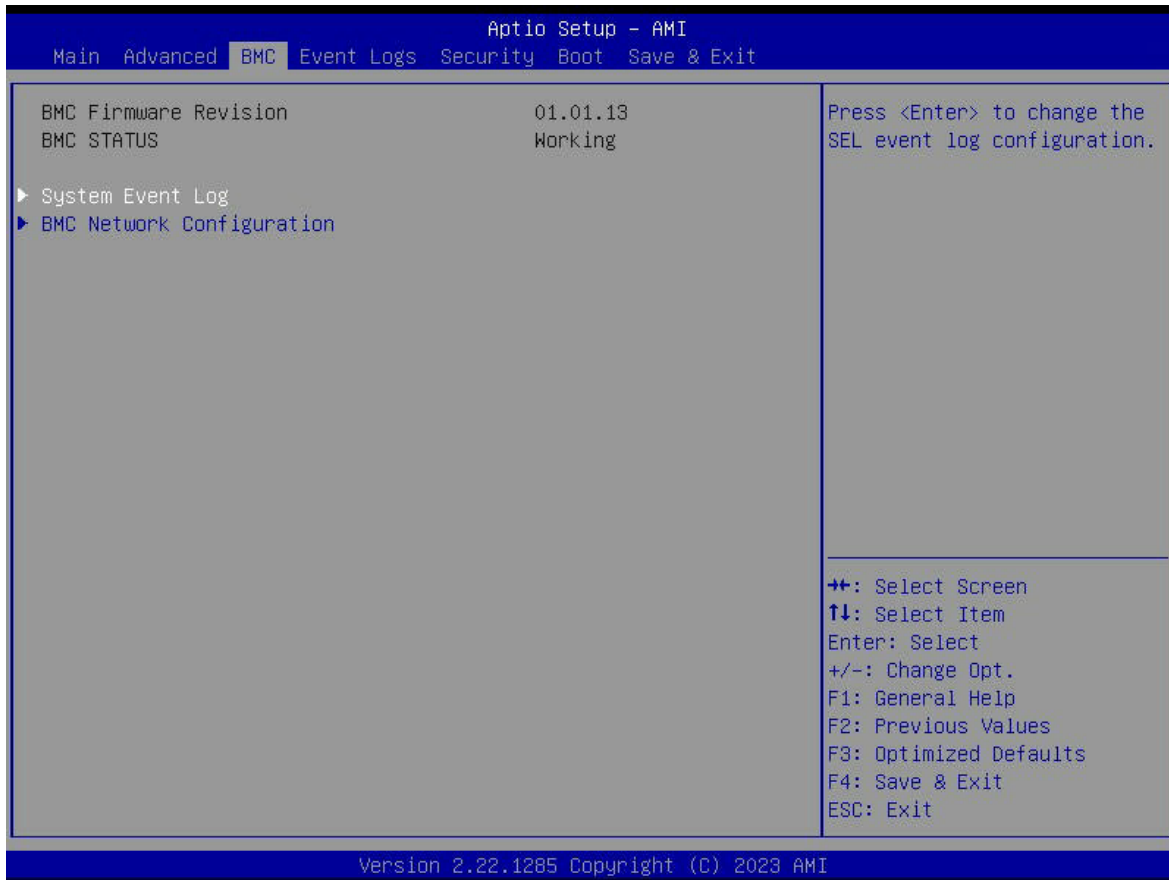 Aptio Setup – AMI
Main Advanced BMC Event Logs Security Boot Save & Exit
BMC Firmware Revision 01.01.13
BMC STATUS Working
System Event Log
BMC Network Configuration
Press <Enter> to change the
SEL event log configuration.
→←: Select Screen
↑↓: Select Item
Enter: Select
+/-: Change Opt.
F1: General Help
F2: Previous Values
F3: Optimized Defaults
F4: Save & Exit
ESC: Exit
Version 2.22.1285 Copyright (C) 2023 AMI